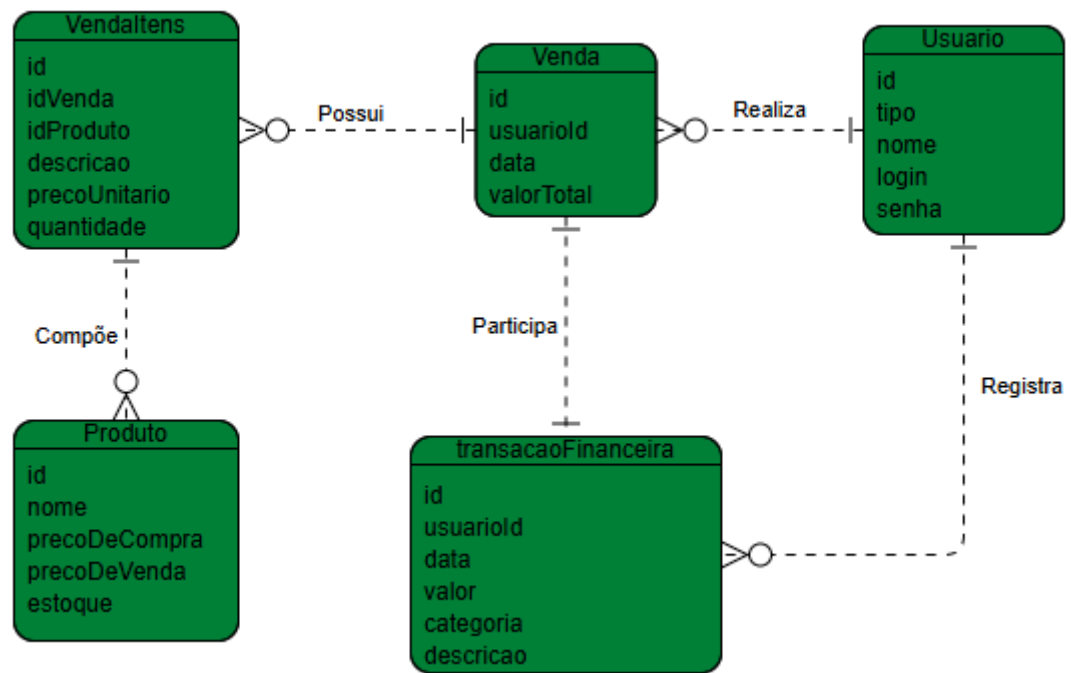 VendaItens
id
idVenda
idProduto
descricao
precoUnitario
quantidade
Possui
Venda
id
usuarioId
data
valorTotal
Realiza
Usuario
id
tipo
nome
login
senha
Compõe
Participa
Registra
Produto
id
nome
precoDeCompra
precoDeVenda
estoque
transacaoFinanceira
id
usuarioId
data
valor
categoria
descricao